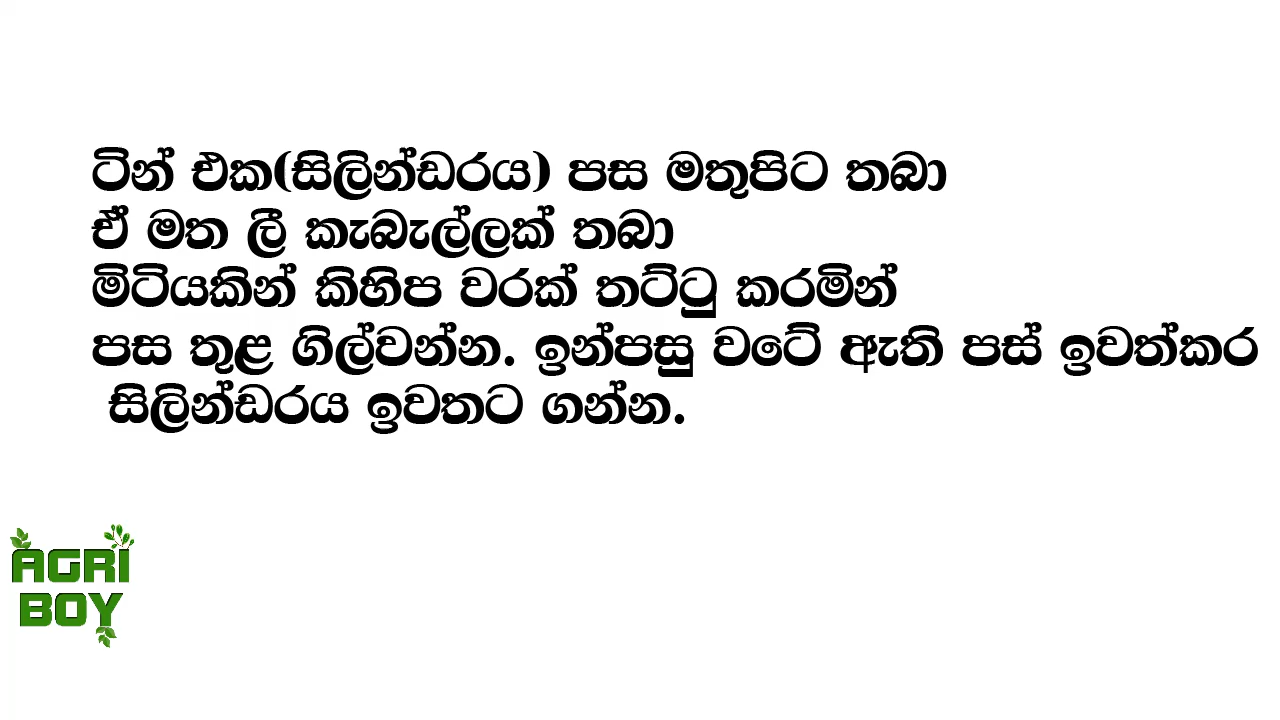 ටින් එක(සිලින්ඩරය) පස මතුපිට තබා
ඒ මත ලී කැබැල්ලක් තබා
මිටියකින් කිහිප වරක් තට්ටු කරමින්
පස තුළ ගිල්වන්න. ඉන්පසු වටේ ඇති පස් ඉවත්කර
සිලින්ඩරය ඉවතට ගන්න.
AGRI
BOY